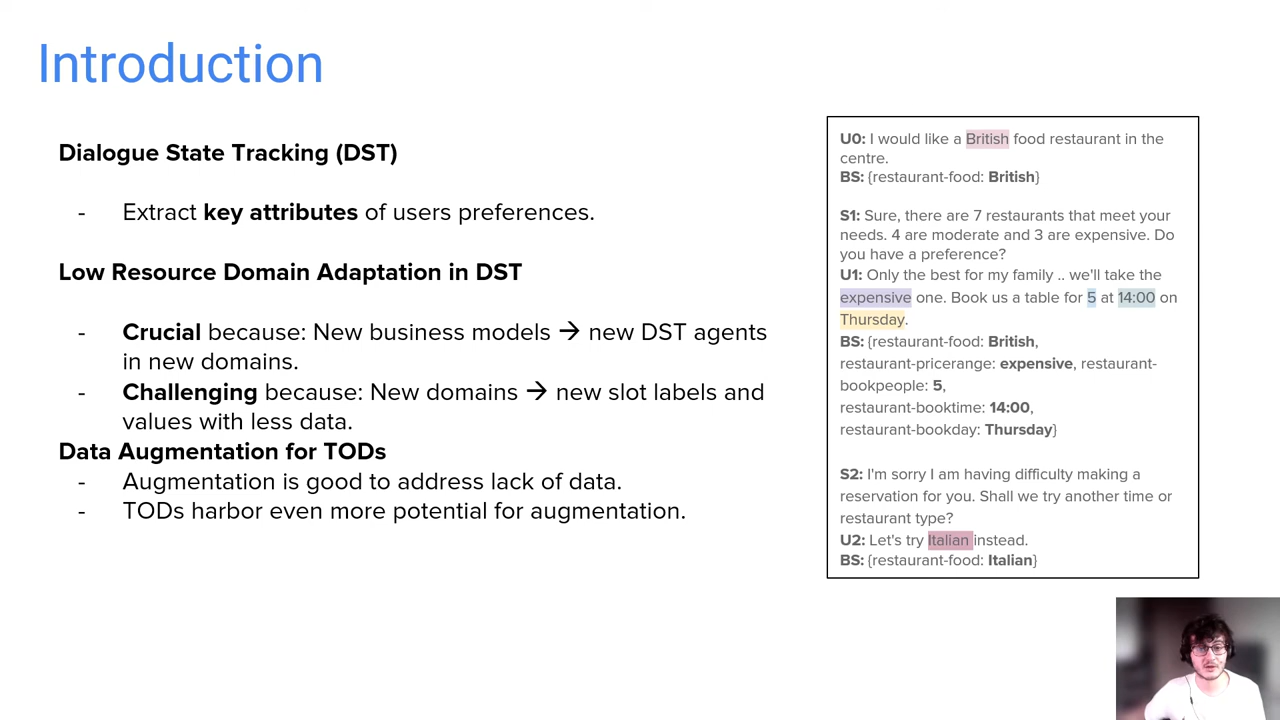 Introduction
Dialogue State Tracking (DST)
- Extract key attributes of users preferences.
Low Resource Domain Adaptation in DST
- Crucial because: New business models → new DST agents
in new domains.
- Challenging because: New domains → new slot labels and
values with less data.
Data Augmentation for TODs
- Augmentation is good to address lack of data.
- TODs harbor even more potential for augmentation.
U0: I would like a British food restaurant in the
centre.
BS: {restaurant-food: British}
S1: Sure, there are 7 restaurants that meet your
needs. 4 are moderate and 3 are expensive. Do
you have a preference?
U1: Only the best for my family .. we'll take the
expensive one. Book us a table for 5 at 14:00 on
Thursday.
BS: {restaurant-food: British,
restaurant-pricerange: expensive, restaurant-
bookpeople: 5,
restaurant-booktime: 14:00,
restaurant-bookday: Thursday}
S2: I'm sorry I am having difficulty making a
reservation for you. Shall we try another time or
restaurant type?
U2: Let's try Italian instead.
BS: {restaurant-food: Italian}